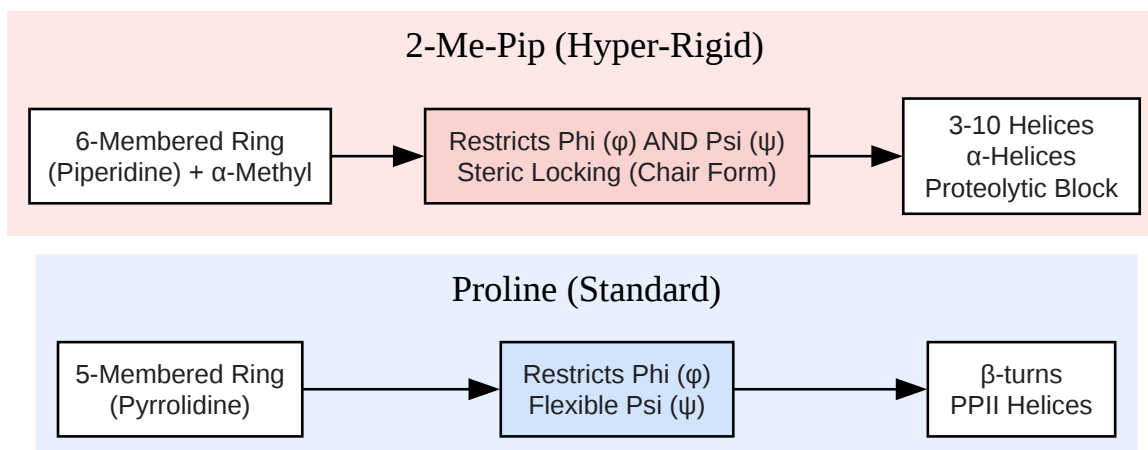 2-Me-Pip (Hyper-Rigid)
6-Membered Ring
(Piperidine) + α-Methyl
Restricts Phi (φ) AND Psi (ψ)
Steric Locking (Chair Form)
3-10 Helices
α-Helices
Proteolytic Block
Proline (Standard)
5-Membered Ring
(Pyrrolidine)
Restricts Phi (φ)
Flexible Psi (ψ)
β-turns
PPII Helices